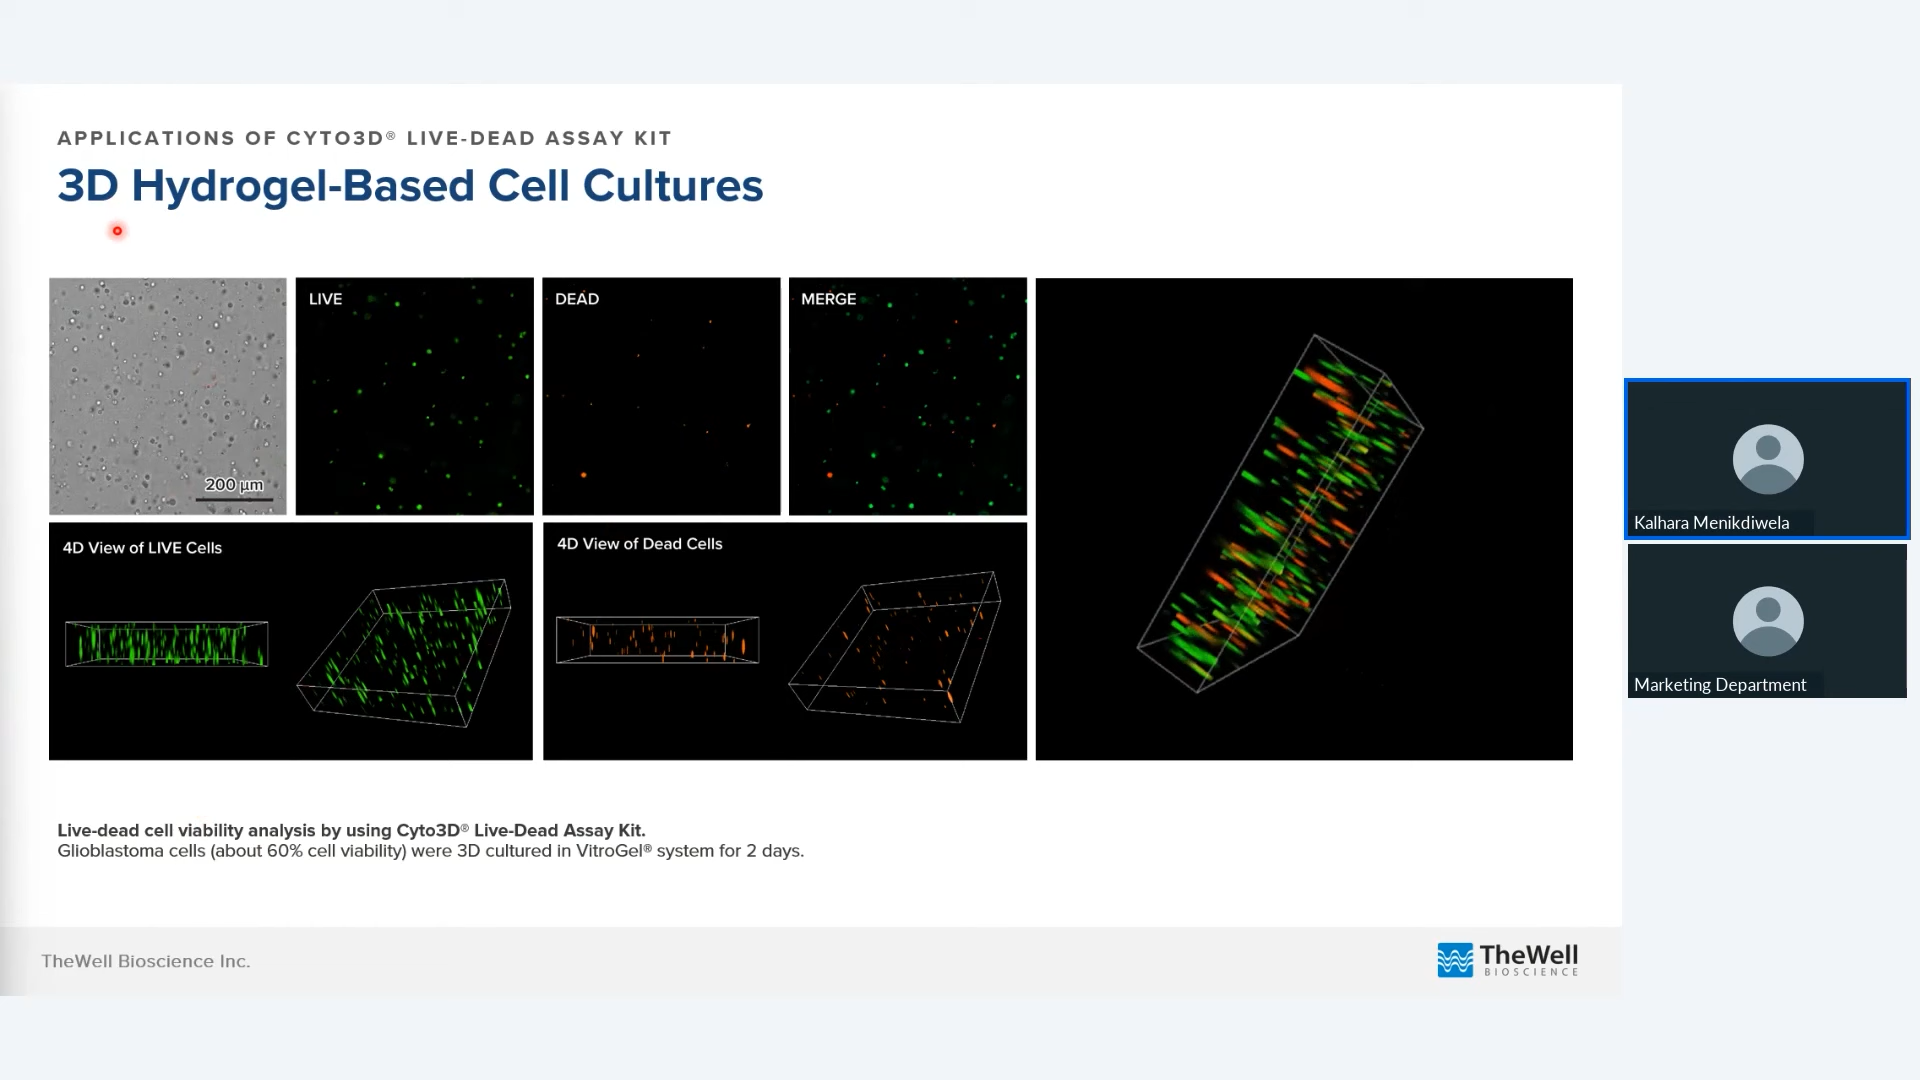 APPLICATIONS OF CYTO3D® LIVE-DEAD ASSAY KIT
3D Hydrogel-Based Cell Cultures
LIVE
DEAD
MERGE
200 µm
4D View of LIVE Cells
4D View of Dead Cells
Kalhara Menikdiwela
Marketing Department
Live-dead cell viability analysis by using Cyto3D® Live-Dead Assay Kit.
Glioblastoma cells (about 60% cell viability) were 3D cultured in VitroGel® system for 2 days.
TheWell Bioscience Inc.
TheWell
BIOSCIENCE